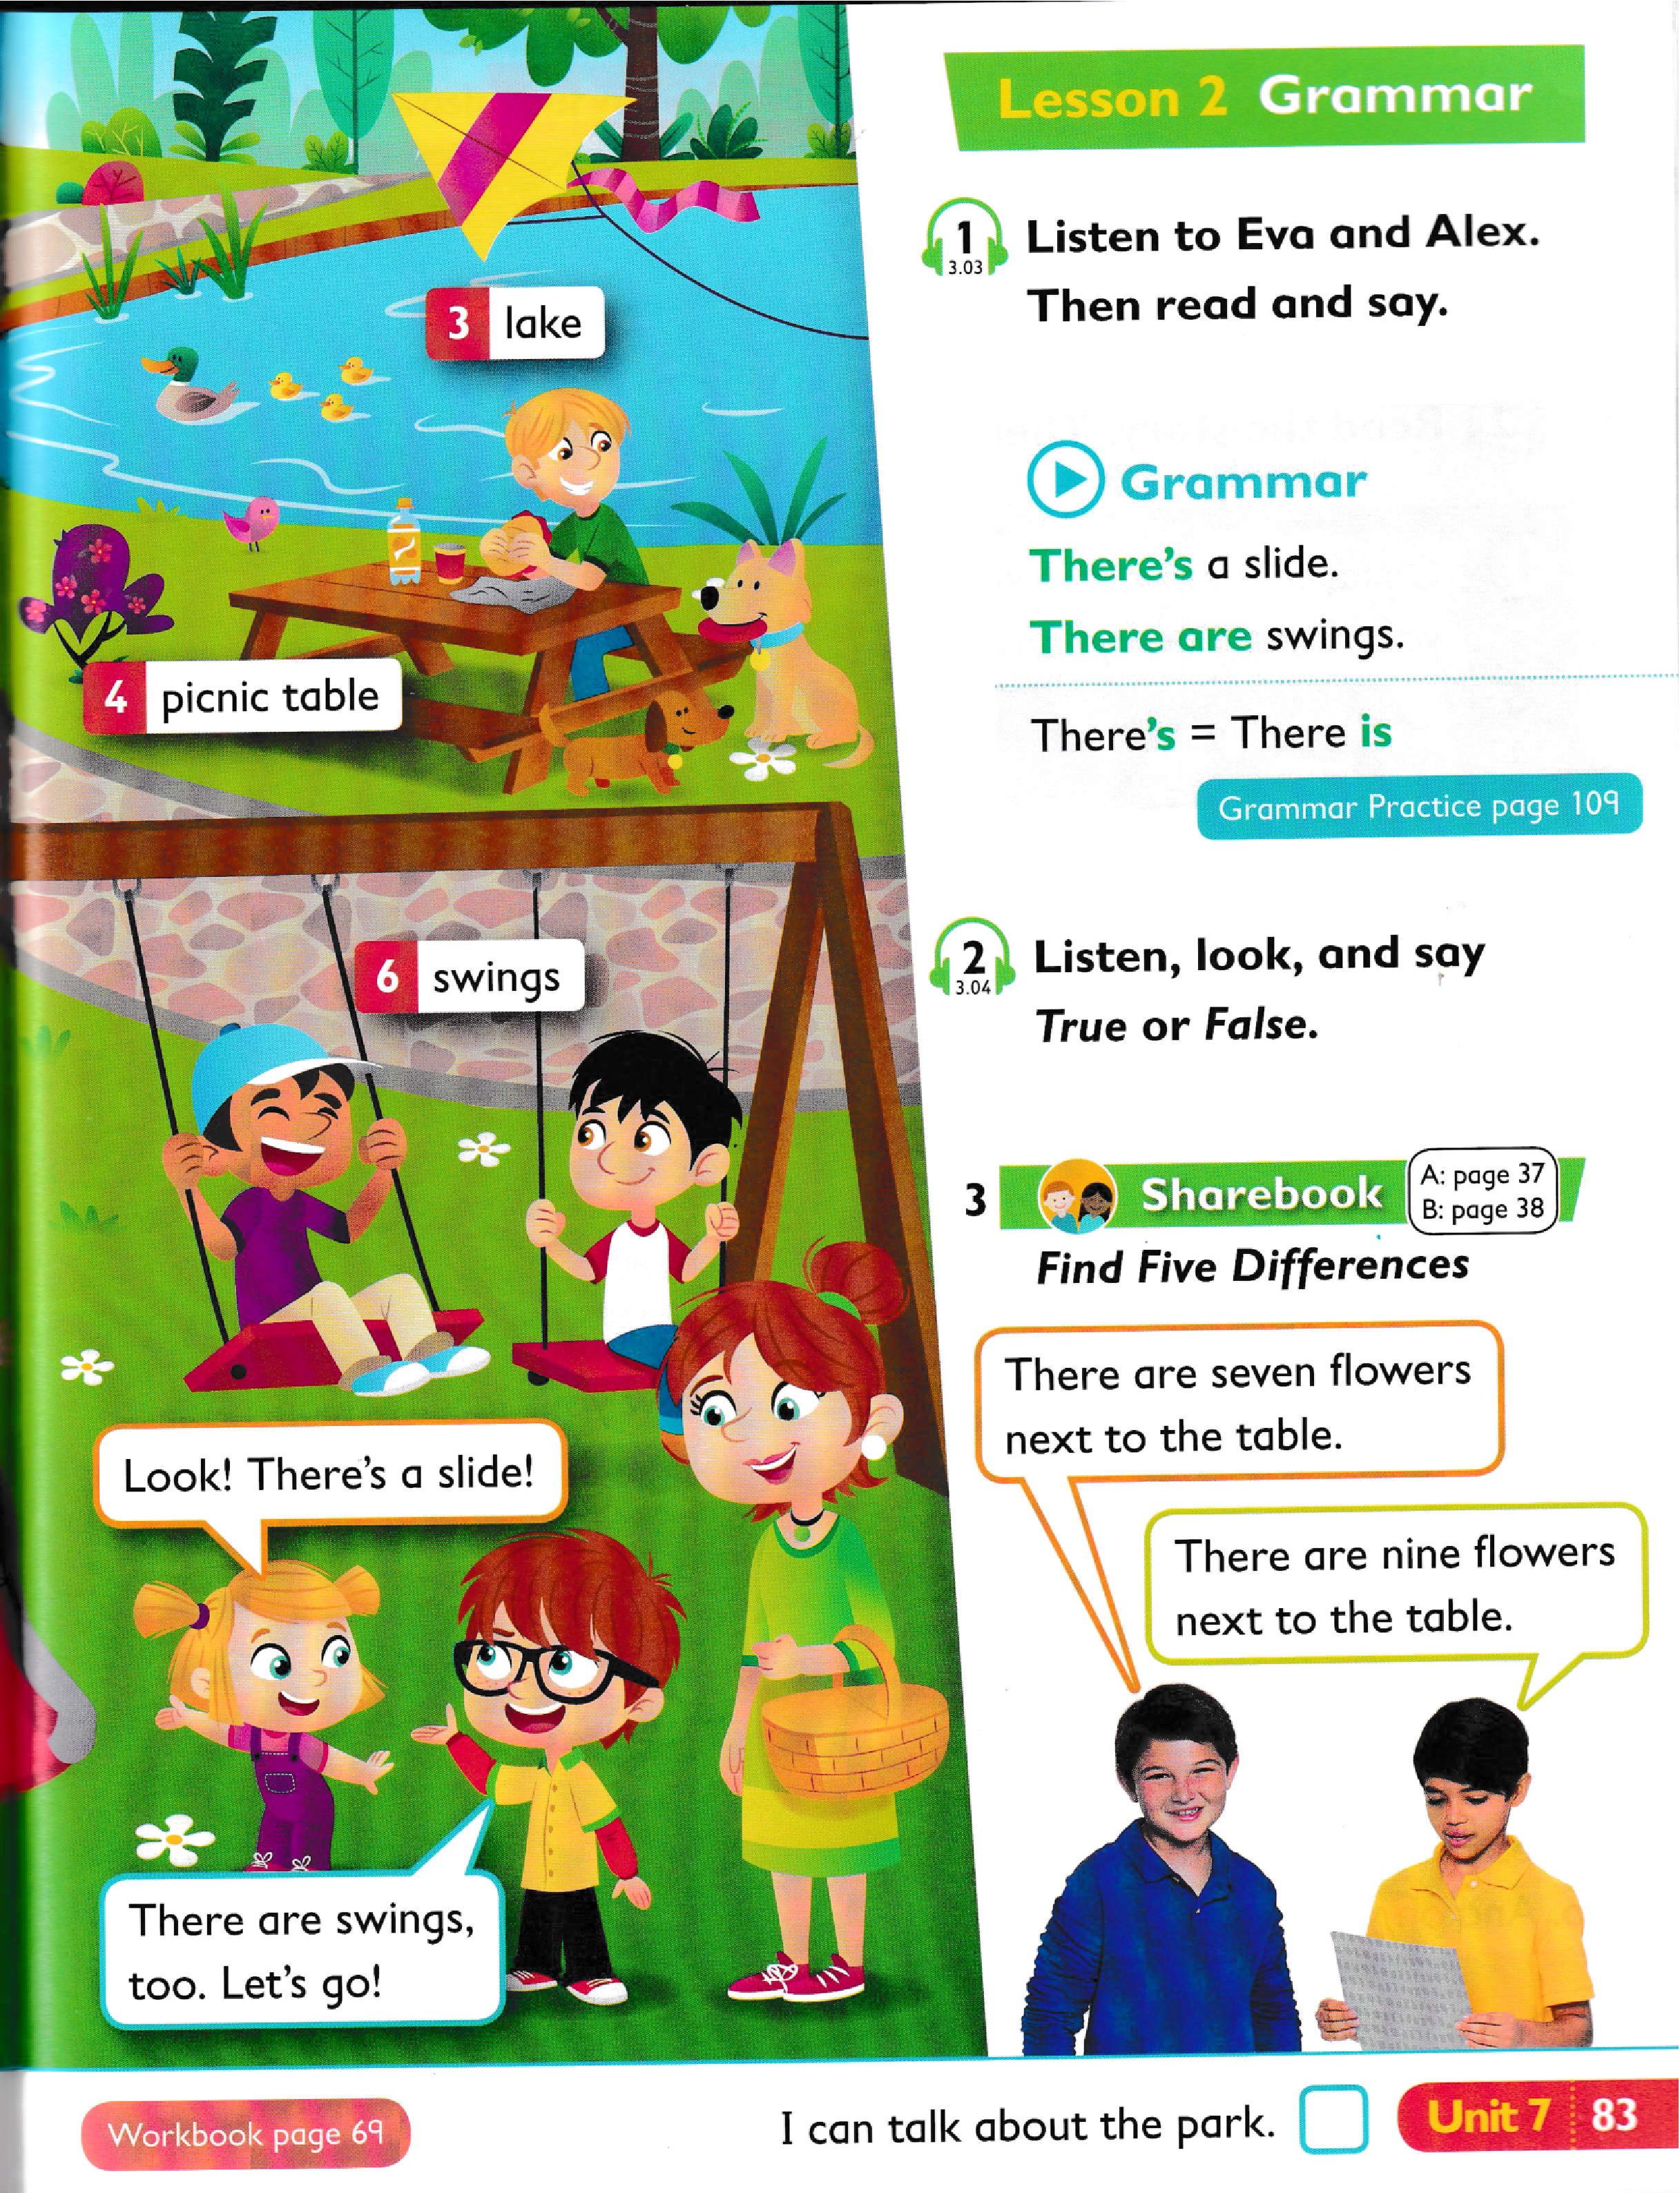 3 lake
4 picnic table
6 swings
Look! There's a slide!
There are swings,
too. Let's go!
Lesson 2 Grammar
1
3.03
Listen to Eva and Alex.
Then read and say.
Grammar
There's a slide.
There are swings.
There's = There is
Grammar Practice page 109
2
3.04
Listen, look, and say
True or False.
3 Sharebook
A: page 37
B: page 38
Find Five Differences
There are seven flowers
next to the table.
There are nine flowers
next to the table.
Workbook page 69
I can talk about the park.
Unit 7 83